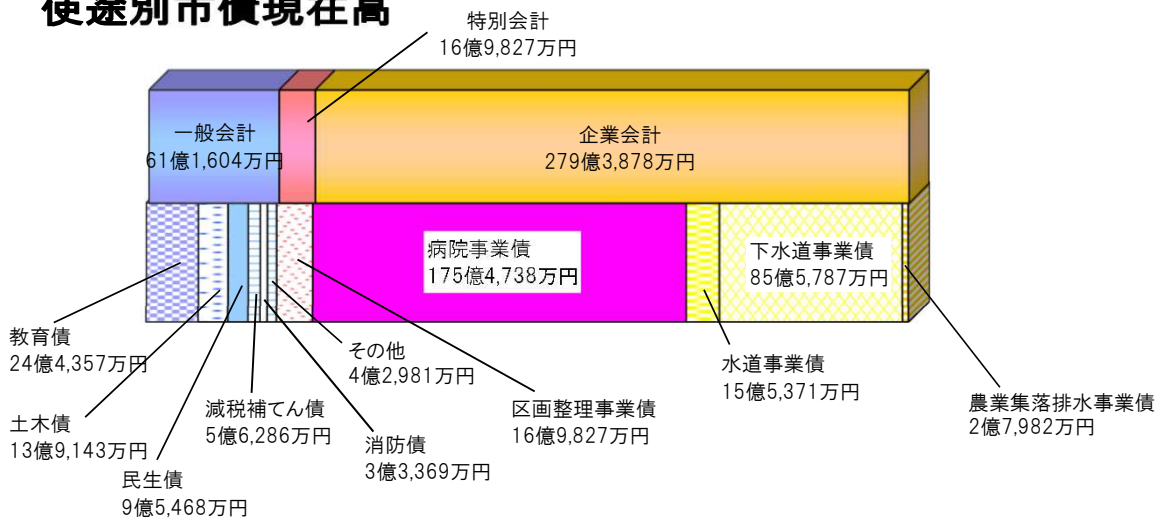 使途別市債現在高
特別会計
16億9,827万円
一般会計
61億1,604万円
企業会計
279億3,878万円
病院事業債
175億4,738万円
下水道事業債
85億5,787万円
教育債
24億4,357万円
その他
4億2,981万円
水道事業債
15億5,371万円
土木債
13億9,143万円
減税補てん債
5億6,286万円
区画整理事業債
16億9,827万円
農業集落排水事業債
2億7,982万円
消防債
3億3,369万円
民生債
9億5,468万円